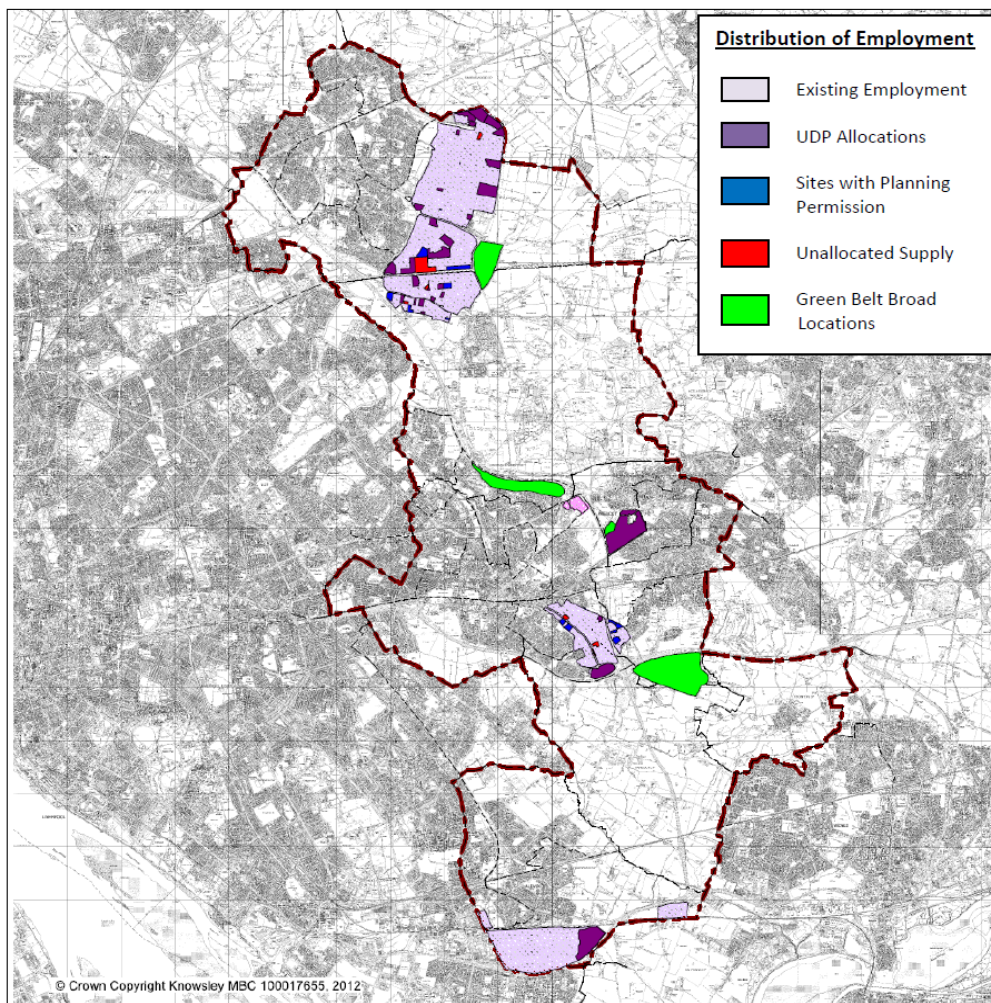 Distribution of Employment
Existing Employment
UDP Allocations
Sites with Planning
Permission
Unallocated Supply
Green Belt Broad
Locations
© Crown Copyright Knowsley MBC 100017655, 2012